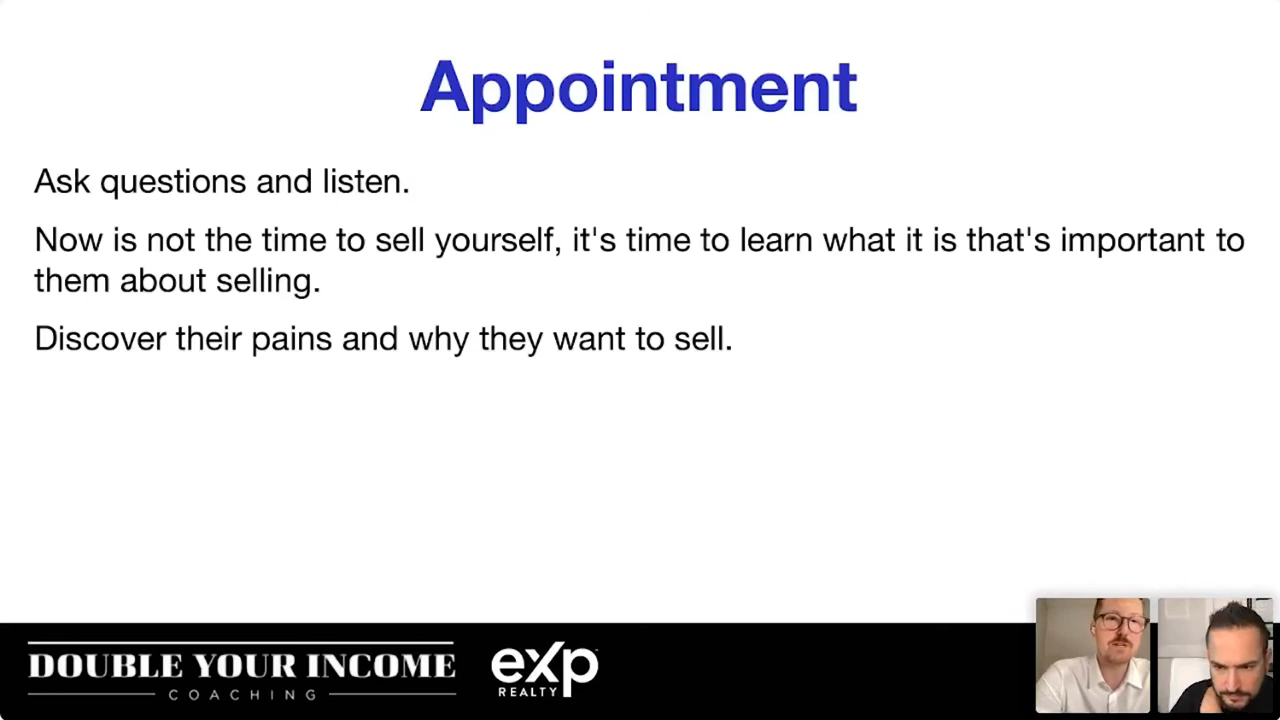 Appointment
Ask questions and listen.
Now is not the time to sell yourself, it's time to learn what it is that's important to
them about selling.
Discover their pains and why they want to sell.
DOUBLE YOUR INCOME
COACHING
eXp
REALTY